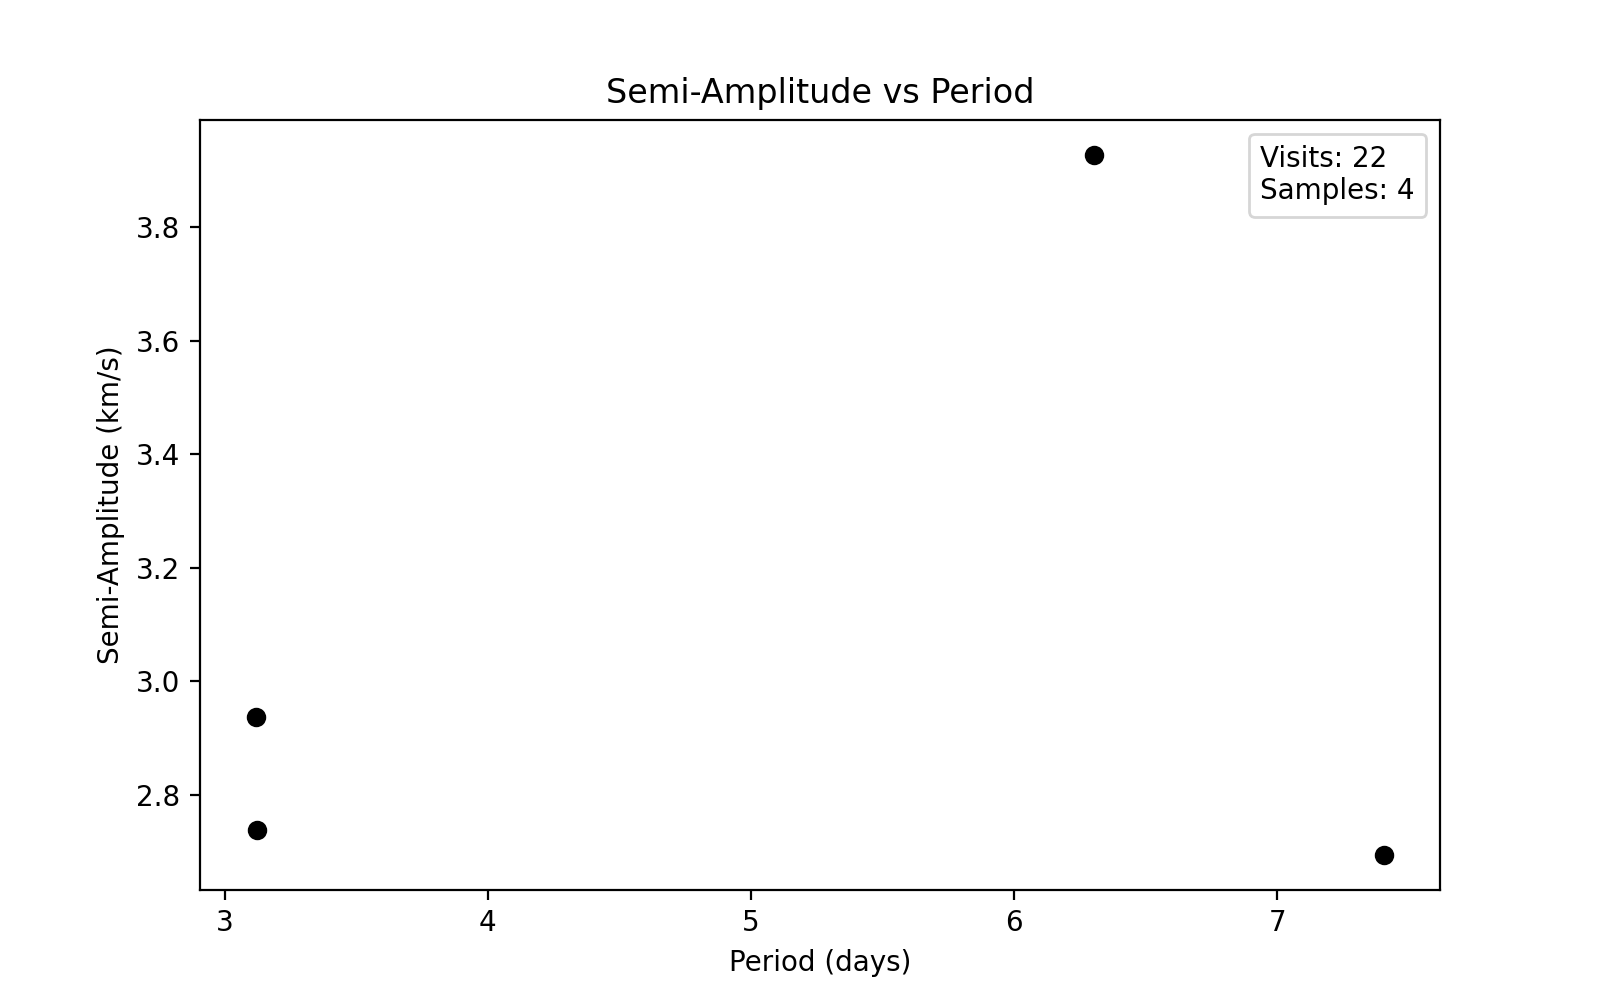 Semi-Amplitude vs Period
Visits: 22
Samples: 4
3.8
3.6
3.4
3.2
3.0
2.8
Semi-Amplitude (km/s)
3 4 5 6 7
Period (days)